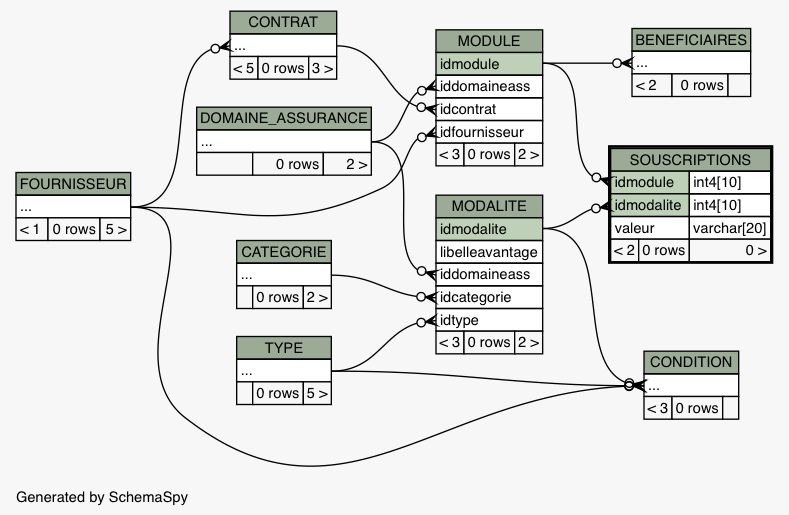 CONTRAT
...
< 5 0 rows 3 >
DOMAINE_ASSURANCE
...
0 rows 2 >
FOURNISSEUR
...
< 1 0 rows 5 >
CATEGORIE
...
0 rows 2 >
TYPE
...
0 rows 5 >
MODULE
idmodule
iddomaineass
idcontrat
idfournisseur
< 3 0 rows 2 >
MODALITE
idmodalite
libelleavantage
iddomaineass
idcategorie
idtype
< 3 0 rows 2 >
BENEFICIAIRES
...
< 2 0 rows
SOUSCRIPTIONS
idmodule int4[10]
idmodalite int4[10]
valeur varchar[20]
< 2 0 rows 0 >
CONDITION
...
< 3 0 rows
Generated by SchemaSpy